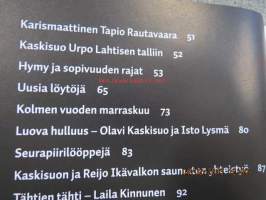 Karismaattinen Tapio Rautavaara 51
Kaskisuo Urpo Lahtisen talliin 52
Hymy ja sopivuuden rajat 53
Uusia löytöjä 65
Kolmen vuoden marraskuu 73
Luova hulluus – Olavi Kaskisuo ja Isto Lysmä 80
Seurapiirilööppejä 83
Kaskisuon ja Reijo Ikävalkon saumaton yhteistyö 87
Tähtien tähti – Laila Kinnunen 92